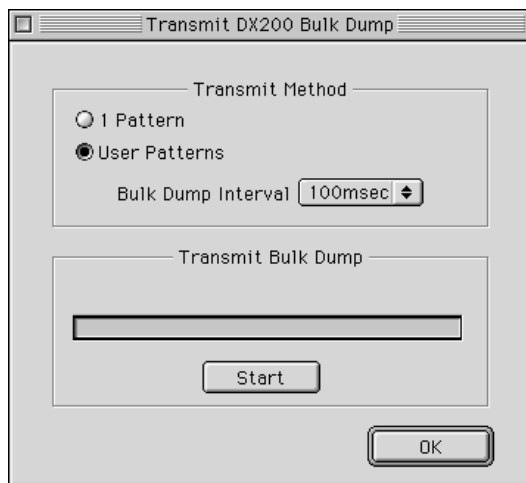 Transmit DX200 Bulk Dump
Transmit Method
1 Pattern
User Patterns
Bulk Dump Interval 100msec
Transmit Bulk Dump
Start
OK